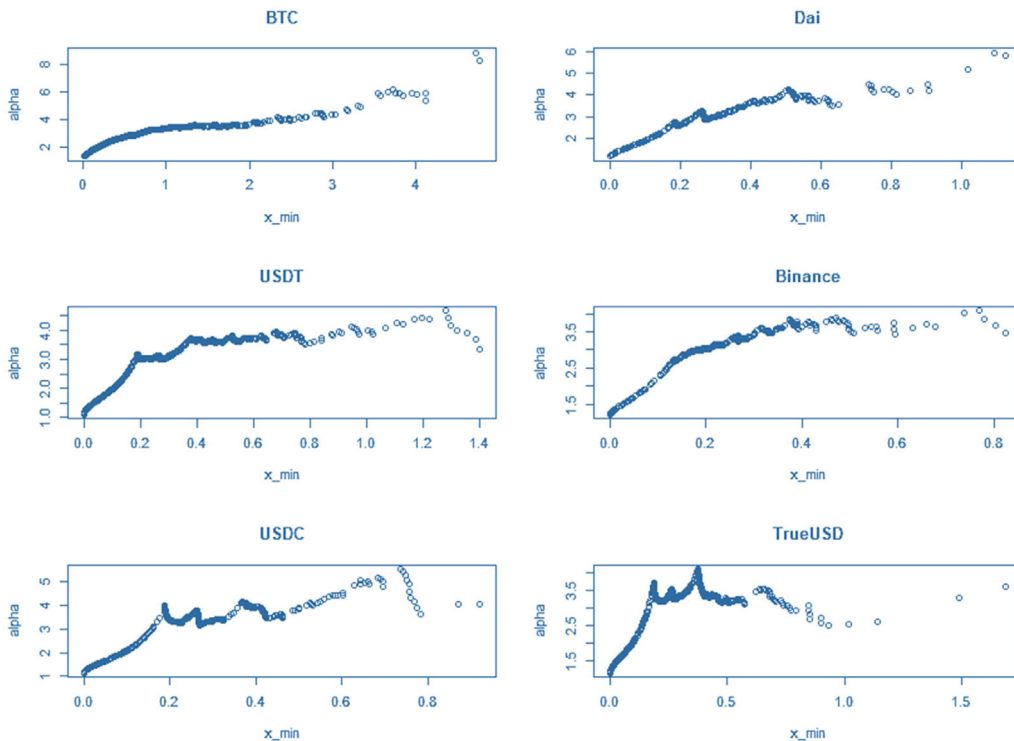 BTC
alpha
8
6
4
2
0 1 2 3 4
x_min
Dai
alpha
6
5
4
3
2
0.0 0.2 0.4 0.6 0.8 1.0
x_min
USDT
alpha
4.0
3.0
2.0
1.0
0.0 0.2 0.4 0.6 0.8 1.0 1.2 1.4
x_min
Binance
alpha
3.5
2.5
1.5
0.0 0.2 0.4 0.6 0.8
x_min
USDC
alpha
5
4
3
2
1
0.0 0.2 0.4 0.6 0.8
x_min
TrueUSD
alpha
3.5
2.5
1.5
0.0 0.5 1.0 1.5
x_min